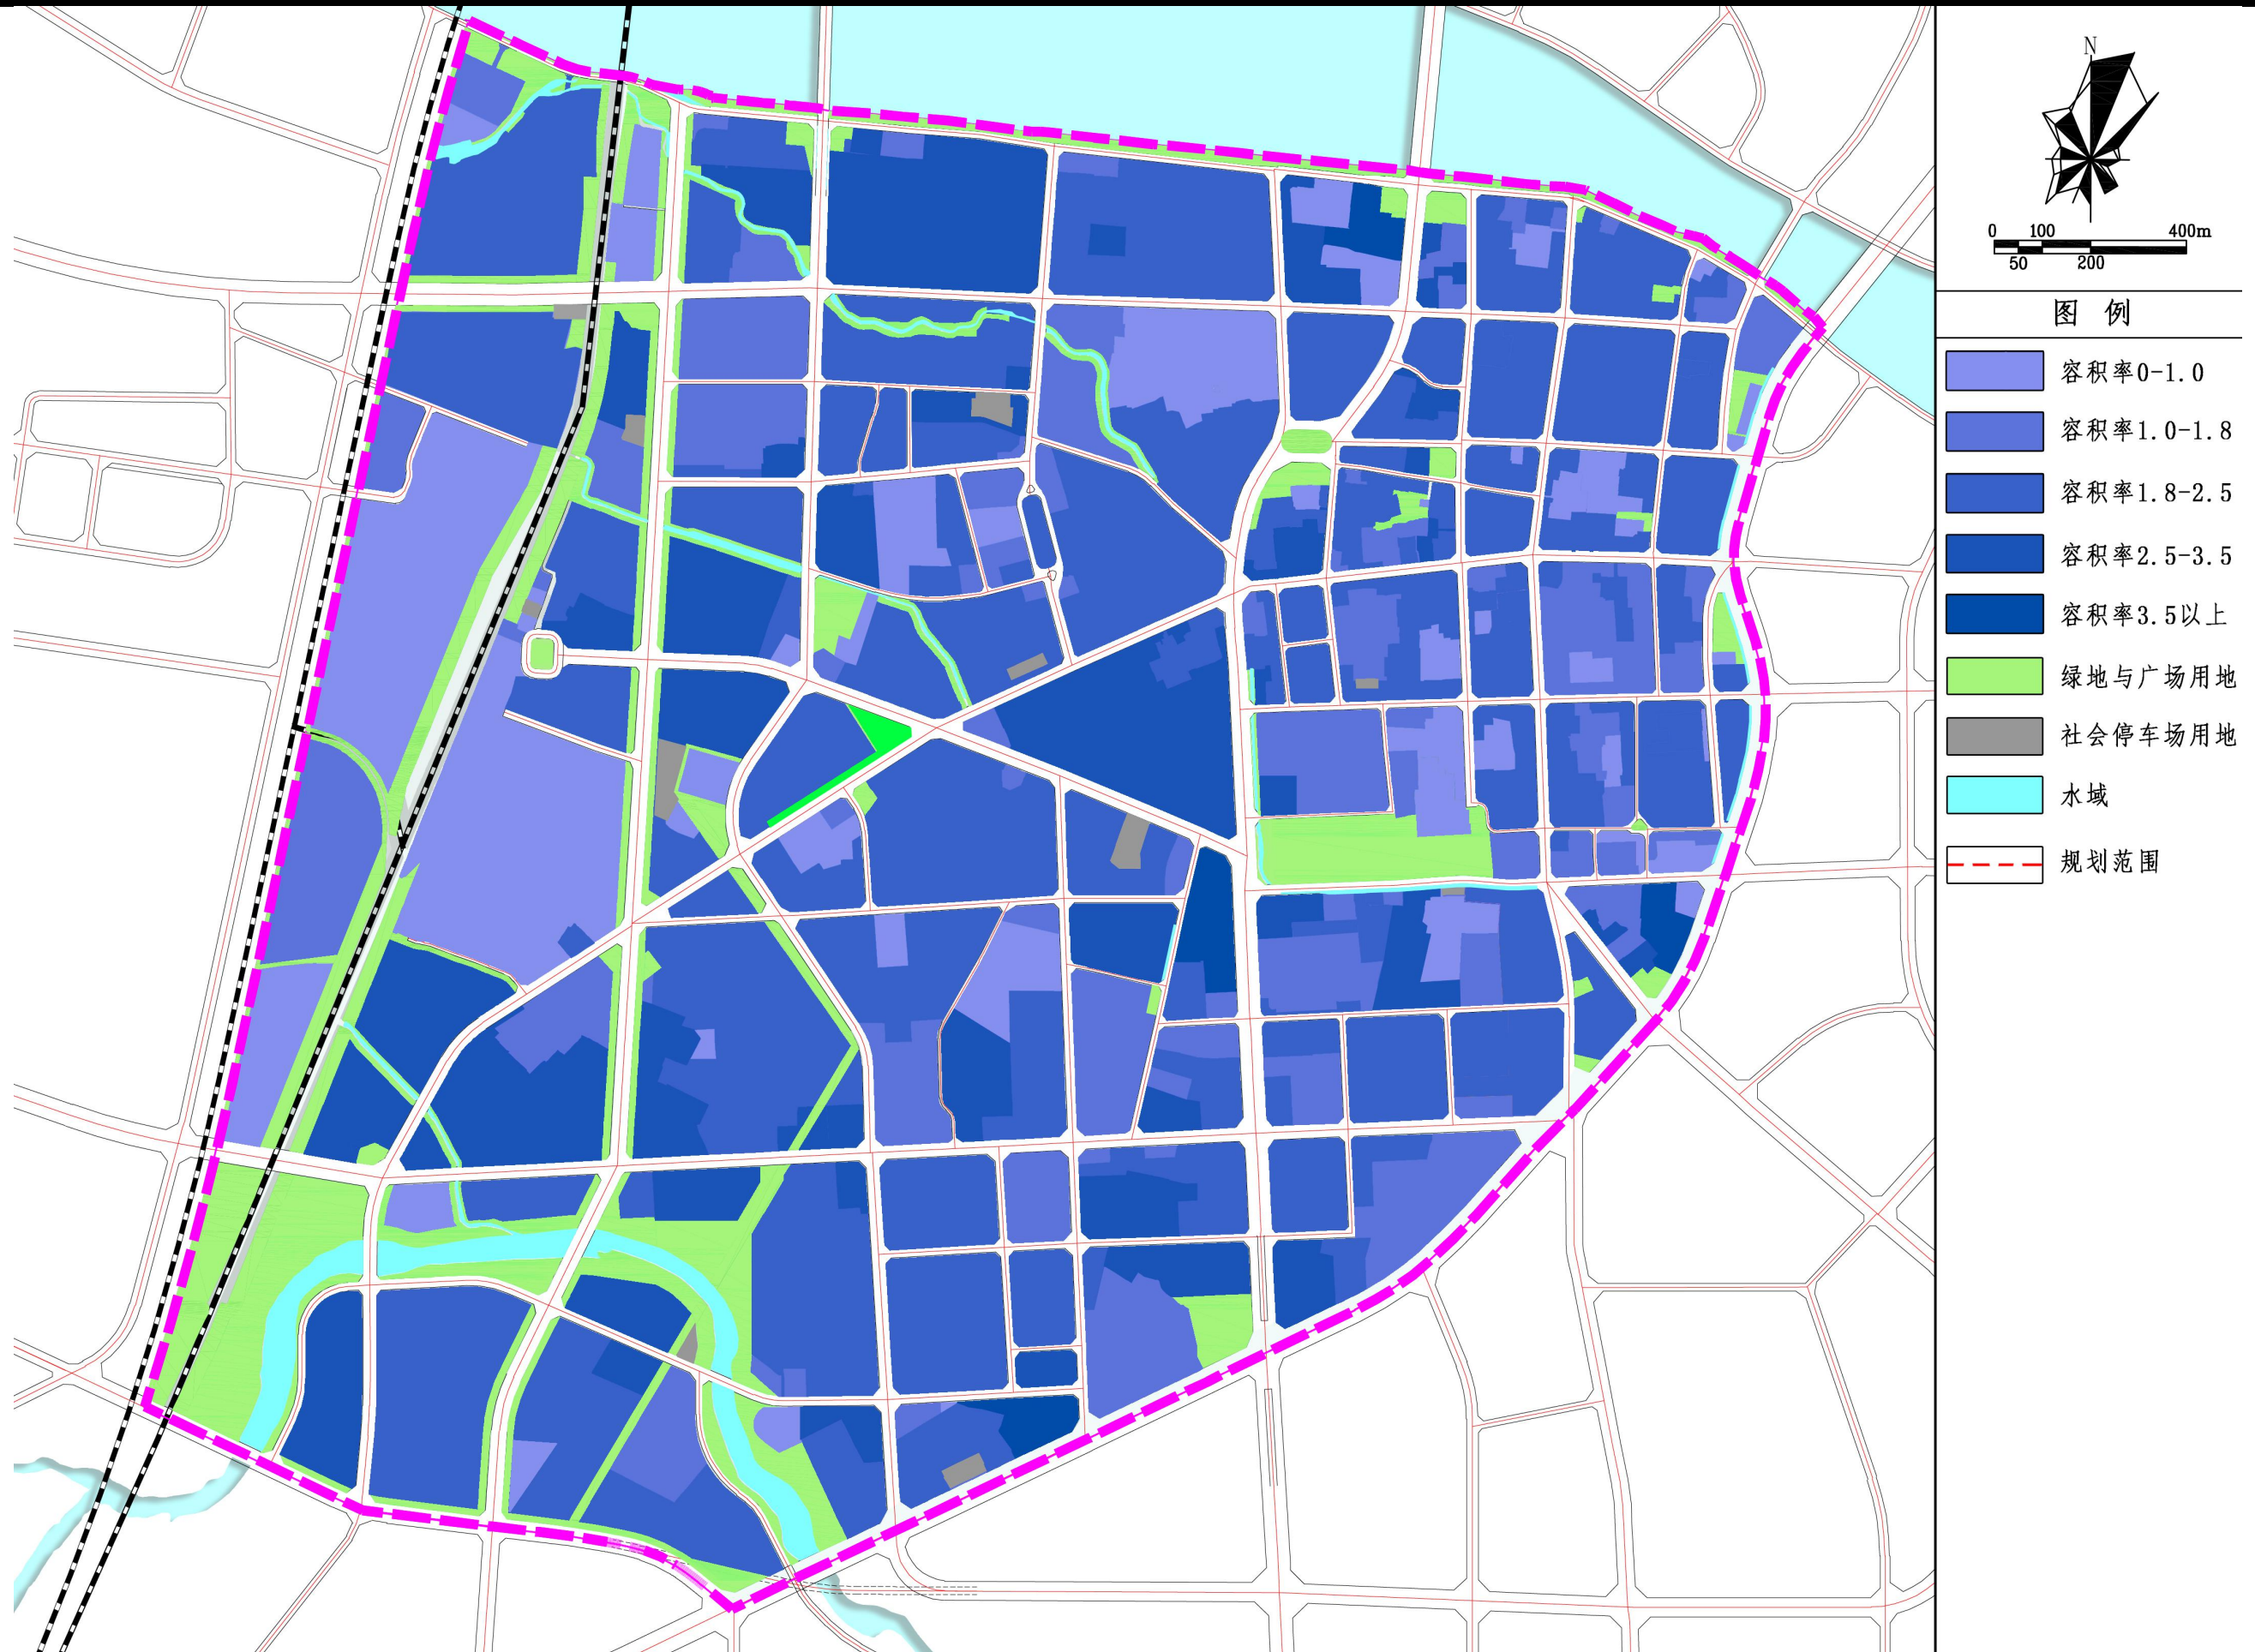 N
0 100 400m
50 200
图 例
容积率0-1.0
容积率1.0-1.8
容积率1.8-2.5
容积率2.5-3.5
容积率3.5以上
绿地与广场用地
社会停车场用地
水域
规划范围